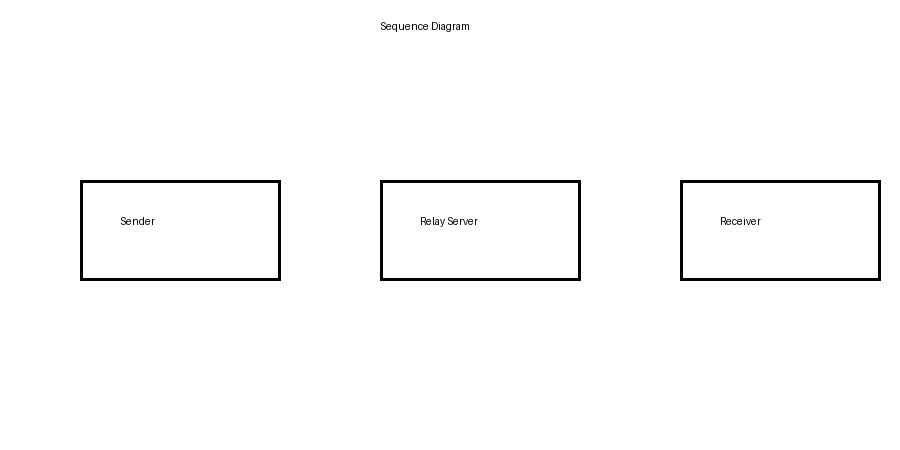 Sequence Diagram
Sender
Relay Server
Receiver